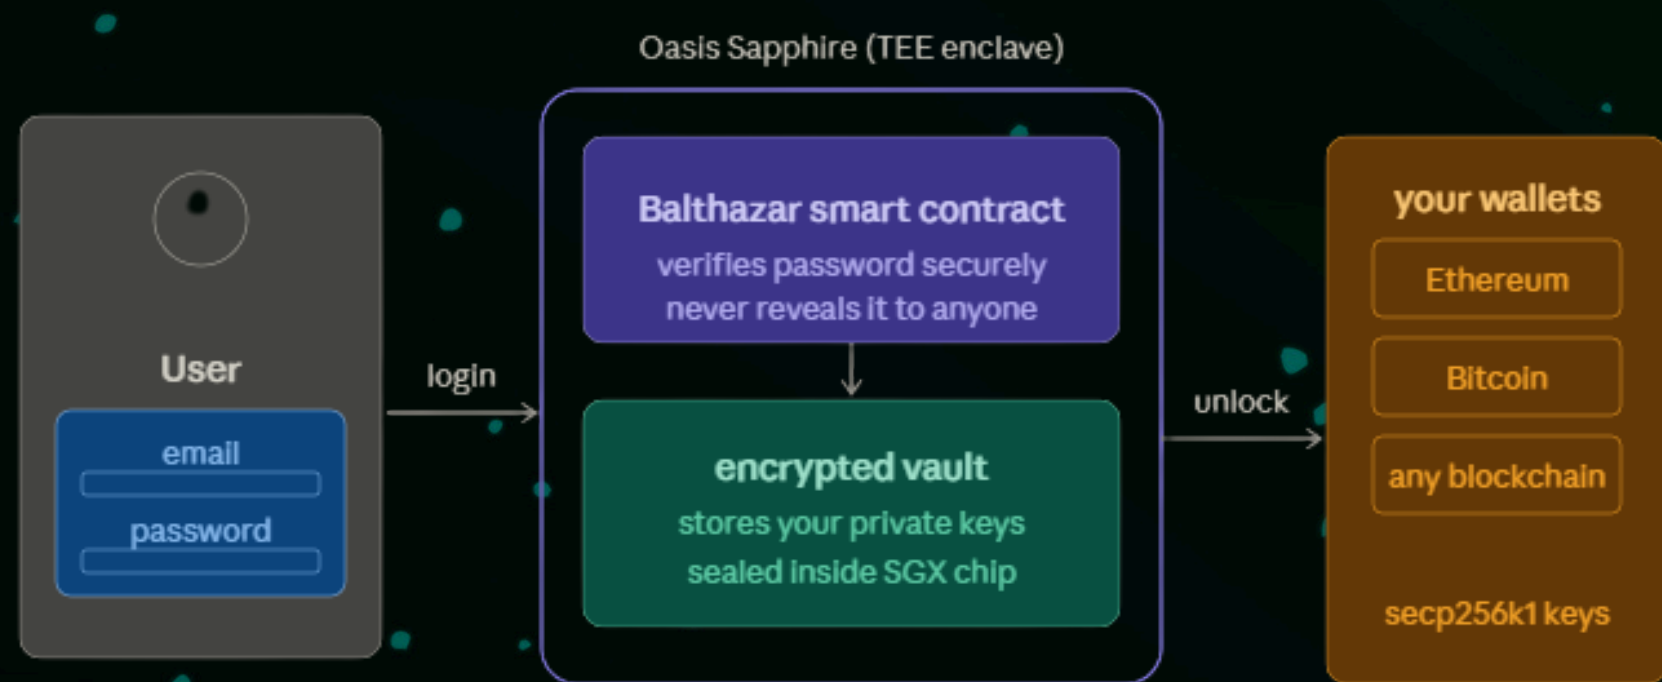 Oasis Sapphire (TEE enclave)
User
email
password
login
Balthazar smart contract
verifies password securely
never reveals it to anyone
encrypted vault
stores your private keys
sealed inside SGX chip
unlock
your wallets
Ethereum
Bitcoin
any blockchain
secp256k1 keys